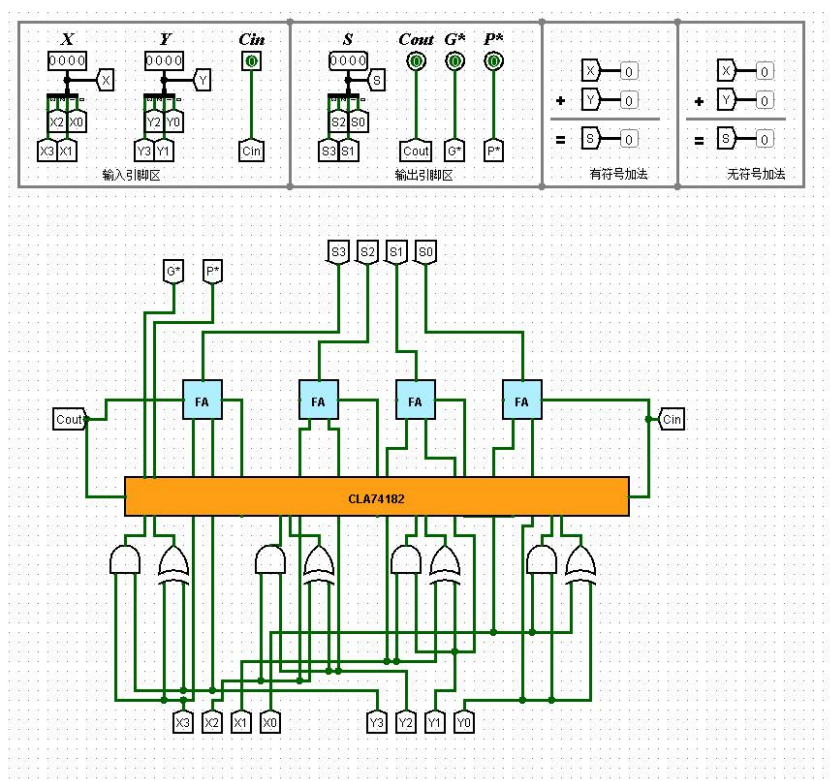 X Y Cin S Cout G* P*
0000 0000 0 0000 0 0 0 X 0 X 0
X Y S + Y 0 + Y 0
X2 X0 Y2 Y0 S2 S0
X3 X1 Y3 Y1 Cin S3 S1 Cout G* P* = S 0 = S 0
输入引脚区 输出引脚区 有符号加法 无符号加法
S3 S2 S1 S0
G* P*
FA FA FA FA
Cout Cin
CLA74182
X3 X2 X1 X0 Y3 Y2 Y1 Y0